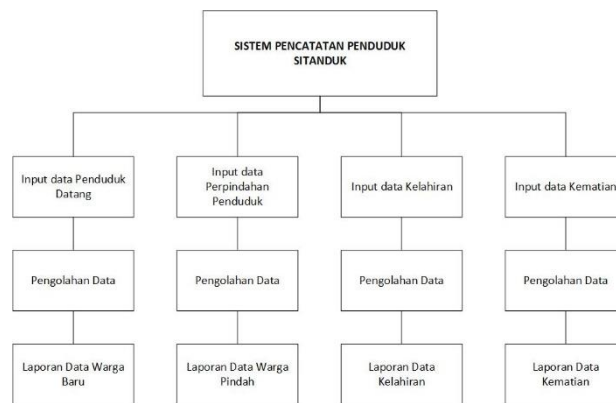 SISTEM PENCATATAN PENDUDUK
SITANDUK
Input data Penduduk
Datang
Input data
Perpindahan
Penduduk
Input data Kelahiran
Input data Kematian
Pengolahan Data
Pengolahan Data
Pengolahan Data
Pengolahan Data
Laporan Data Warga
Baru
Laporan Data Warga
Pindah
Laporan Data
Kelahiran
Laporan Data
Kematian